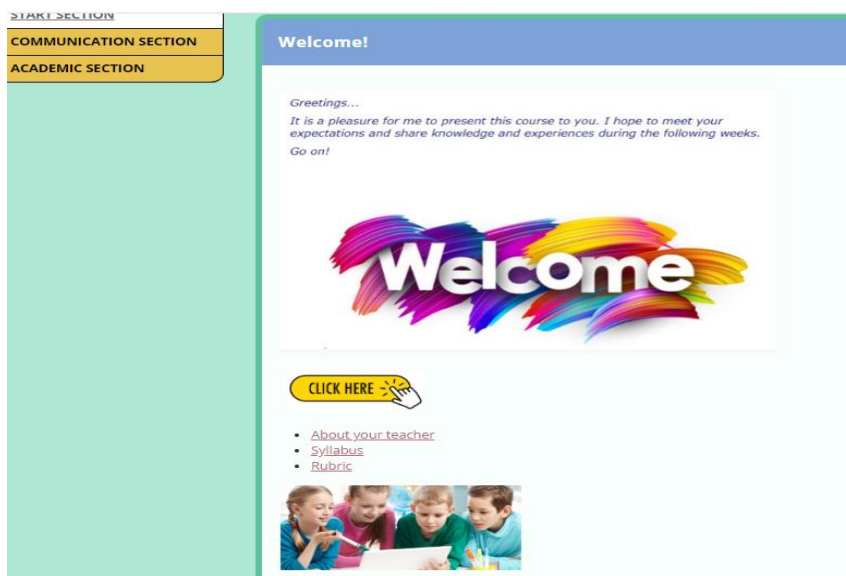 START SECTION
COMMUNICATION SECTION
ACADEMIC SECTION
Welcome!
Greetings...
It is a pleasure for me to present this course to you. I hope to meet your
expectations and share knowledge and experiences during the following weeks.
Go on!
Welcome
CLICK HERE
About your teacher
Syllabus
Rubric